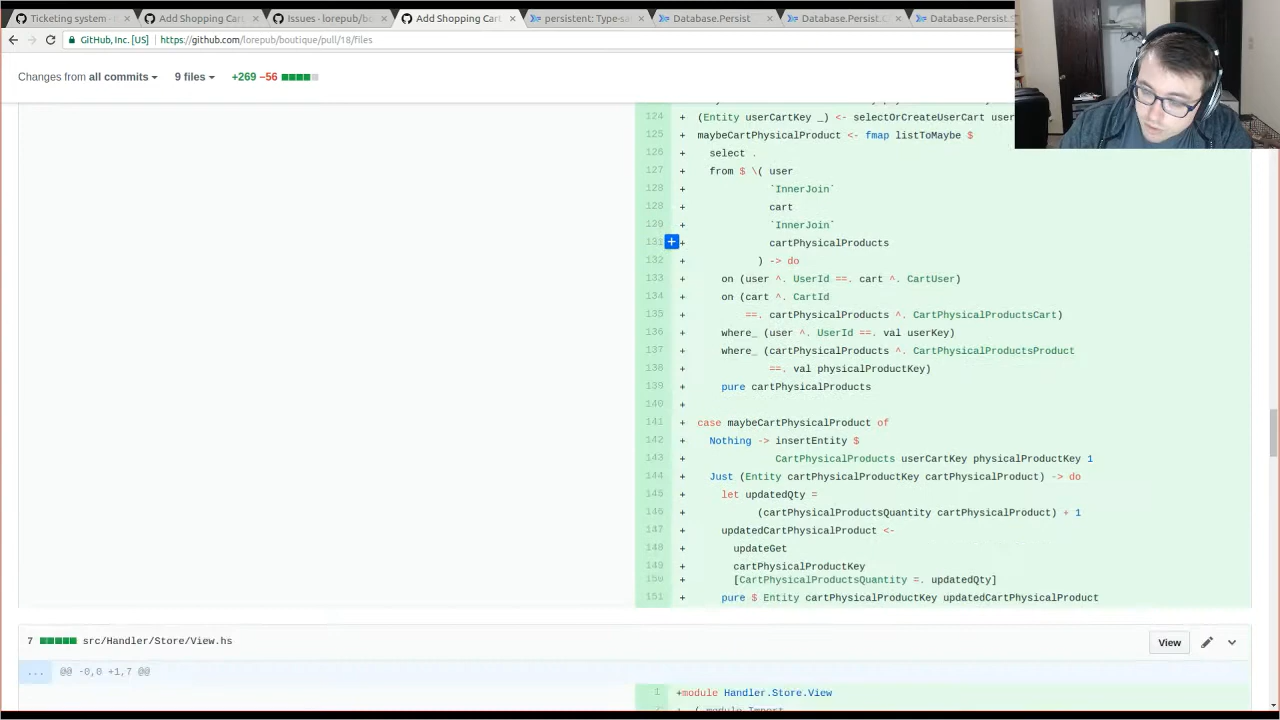 Ticketing system - ×
Add Shopping Car ×
Issues - lorepub/bo ×
Add Shopping Car ×
persistent: Type-sa ×
Database.Persist ×
Database.Persist. ×
Database.Persist.S
GitHub, Inc. [US] https://github.com/lorepub/boutique/pull/18/files
Changes from all commits 9 files +269 −56
124 + (Entity userCartKey _) <- selectOrCreateUserCart user
125 + maybeCartPhysicalProduct <- fmap listToMaybe $
126 + select .
127 + from $ \( user
128 + `InnerJoin`
129 + cart
130 + `InnerJoin`
131 + cartPhysicalProducts
132 + ) -> do
133 + on (user ^. UserId ==. cart ^. CartUser)
134 + on (cart ^. CartId
135 + ==. cartPhysicalProducts ^. CartPhysicalProductsCart)
136 + where_ (user ^. UserId ==. val userKey)
137 + where_ (cartPhysicalProducts ^. CartPhysicalProductsProduct
138 + ==. val physicalProductKey)
139 + pure cartPhysicalProducts
140 +
141 + case maybeCartPhysicalProduct of
142 + Nothing -> insertEntity $
143 + CartPhysicalProducts userCartKey physicalProductKey 1
144 + Just (Entity cartPhysicalProductKey cartPhysicalProduct) -> do
145 + let updatedQty =
146 + (cartPhysicalProductsQuantity cartPhysicalProduct) + 1
147 + updatedCartPhysicalProduct <-
148 + updateGet
149 + cartPhysicalProductKey
150 + [CartPhysicalProductsQuantity =. updatedQty]
151 + pure $ Entity cartPhysicalProductKey updatedCartPhysicalProduct
7 src/Handler/Store/View.hs View
... @@ -0,0 +1,7 @@
1 +module Handler.Store.View
+ ( module Import